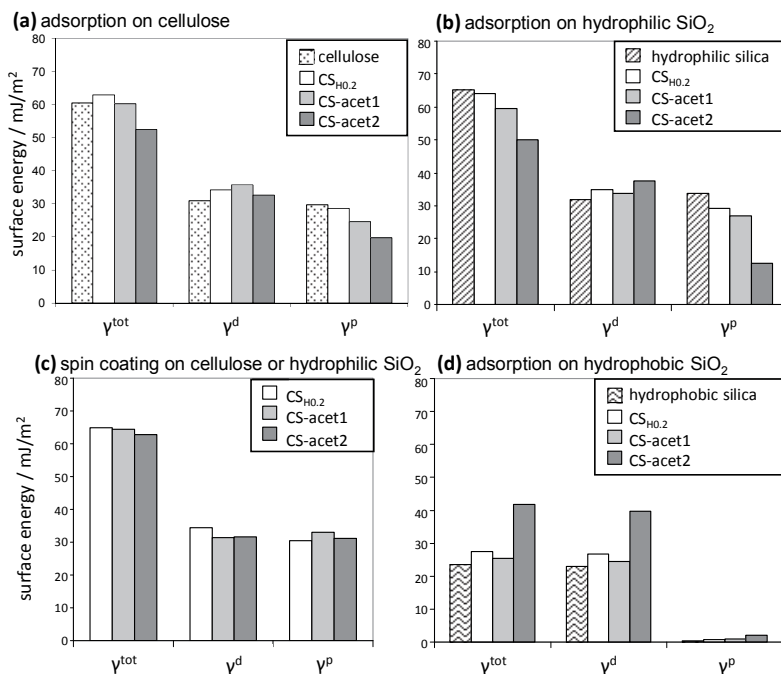 (a) adsorption on cellulose
80
70
60
50
40
30
20
10
0
surface energy / mJ/m²
cellulose
CS_H0.2
CS-acet1
CS-acet2
γ^tot
γ^d
γ^p
(b) adsorption on hydrophilic SiO₂
80
70
60
50
40
30
20
10
0
hydrophilic silica
CS_H0.2
CS-acet1
CS-acet2
γ^tot
γ^d
γ^p
(c) spin coating on cellulose or hydrophilic SiO₂
80
70
60
50
40
30
20
10
0
surface energy / mJ/m²
CS_H0.2
CS-acet1
CS-acet2
γ^tot
γ^d
γ^p
(d) adsorption on hydrophobic SiO₂
80
70
60
50
40
30
20
10
0
hydrophobic silica
CS_H0.2
CS-acet1
CS-acet2
γ^tot
γ^d
γ^p